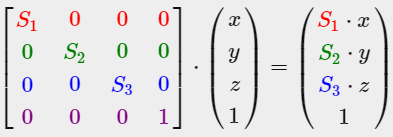 S₁ 0 0 0 x S₁ · x
0 S₂ 0 0 · y = S₂ · y
0 0 S₃ 0 z S₃ · z
0 0 0 1 1 1